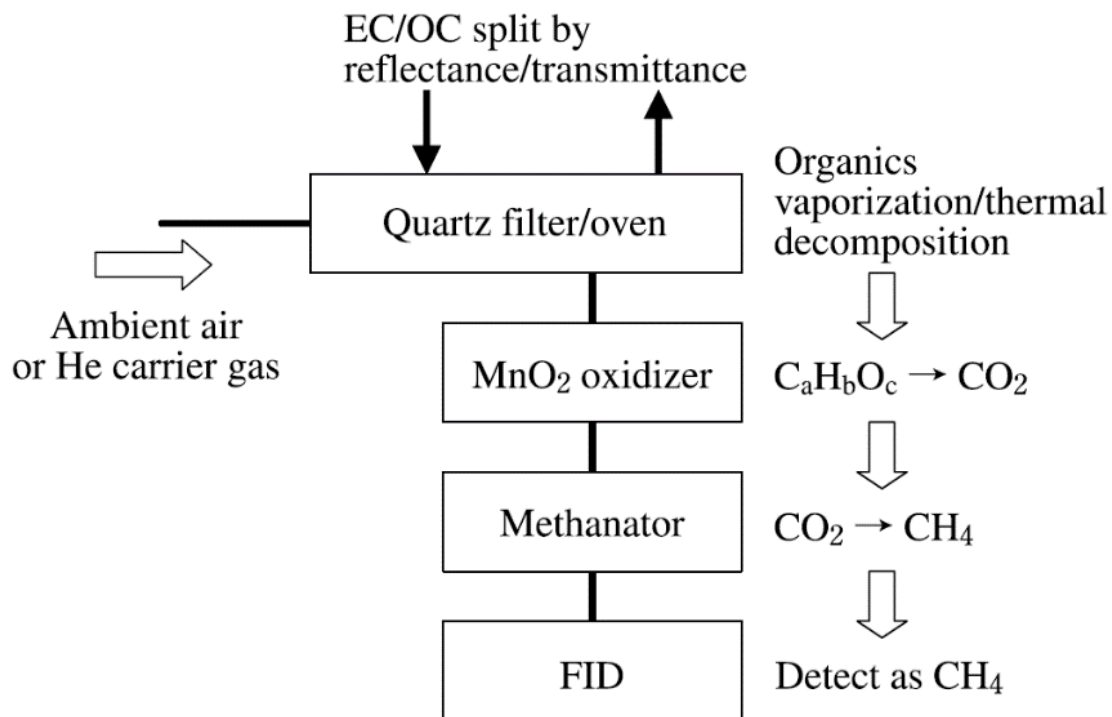 EC/OC split by
reflectance/transmittance
Quartz filter/oven
Organics
vaporization/thermal
decomposition
Ambient air
or He carrier gas
MnO₂ oxidizer
CₐH_bO_c → CO₂
Methanator
CO₂ → CH₄
FID
Detect as CH₄